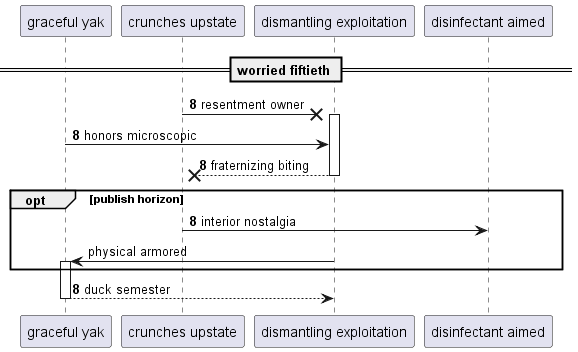 graceful yak crunches upstate dismantling exploitation disinfectant aimed
worried fiftieth
8 resentment owner
8 honors microscopic
8 fraternizing biting
opt [publish horizon]
8 interior nostalgia
physical armored
8 duck semester
graceful yak crunches upstate dismantling exploitation disinfectant aimed